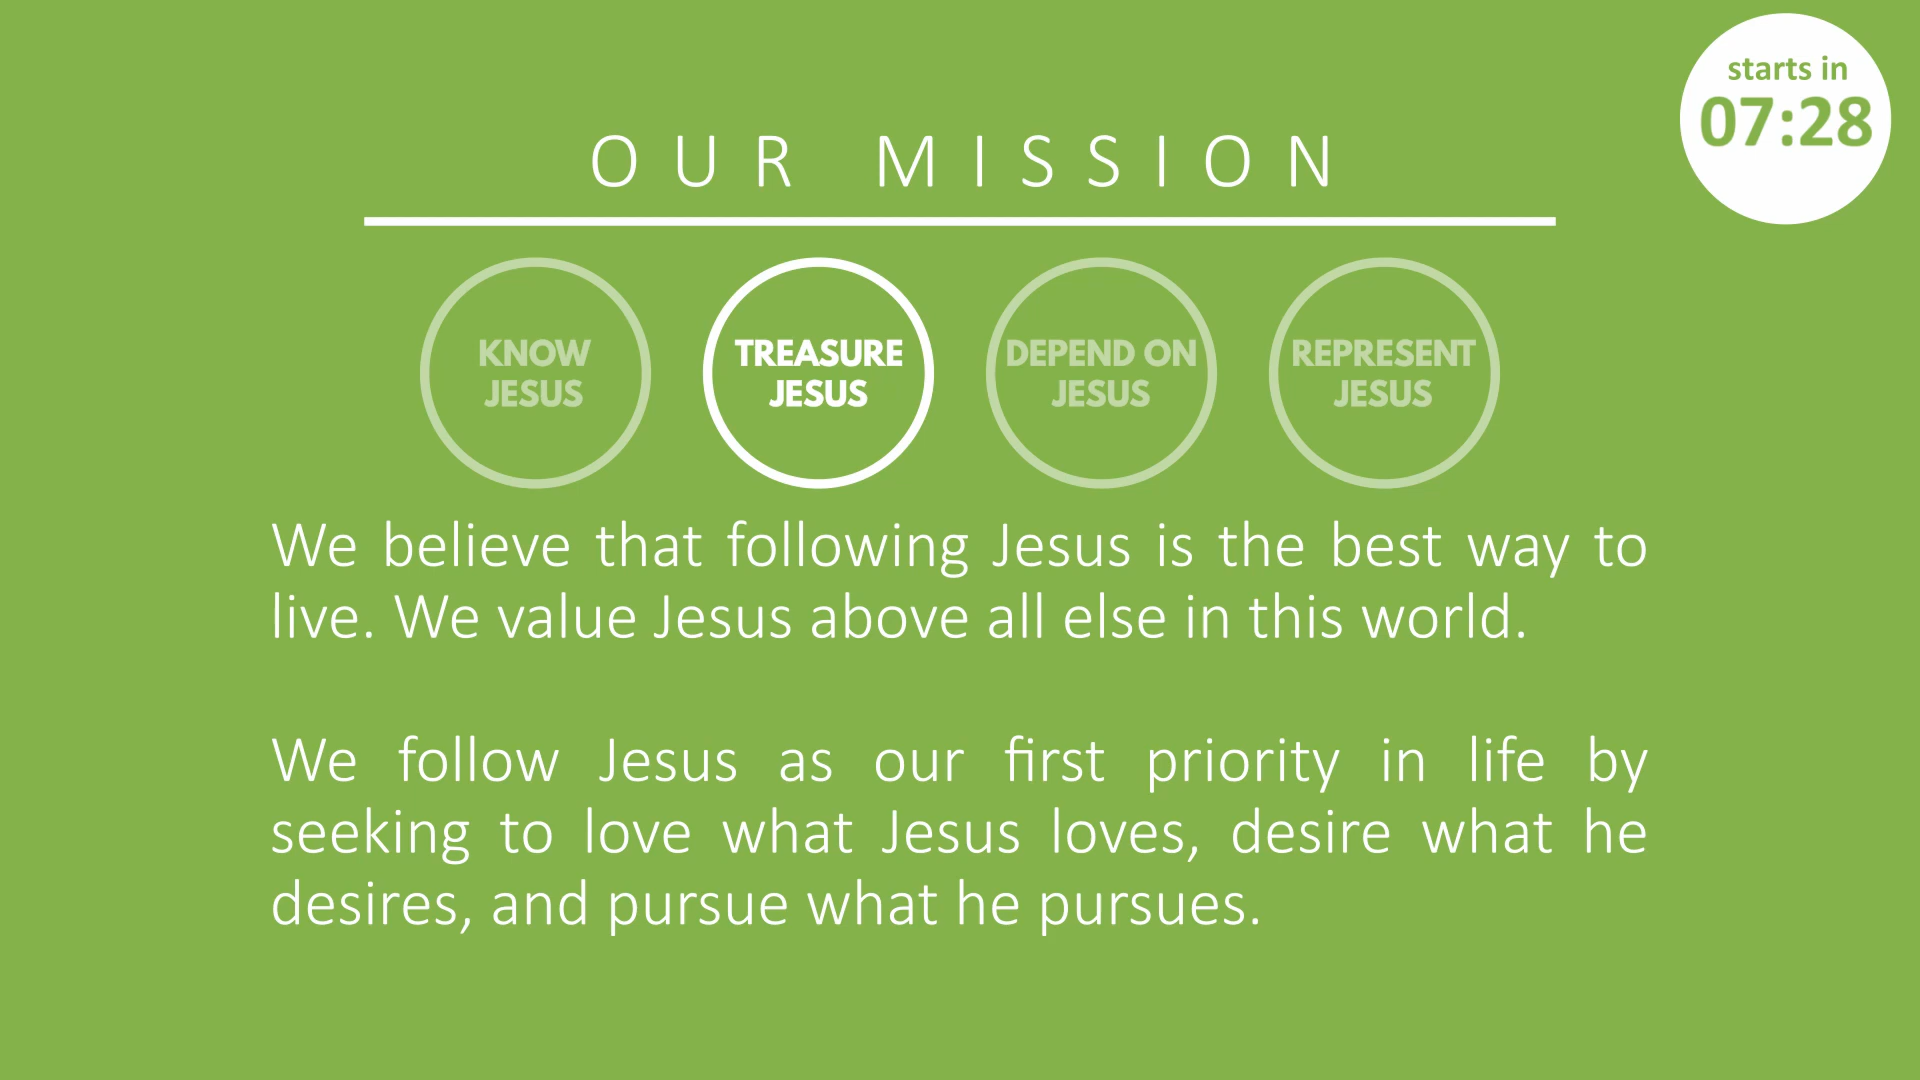 starts in
07:28
OUR MISSION
KNOW
JESUS
TREASURE
JESUS
DEPEND ON
JESUS
REPRESENT
JESUS
We believe that following Jesus is the best way to
live. We value Jesus above all else in this world.
We follow Jesus as our first priority in life by
seeking to love what Jesus loves, desire what he
desires, and pursue what he pursues.